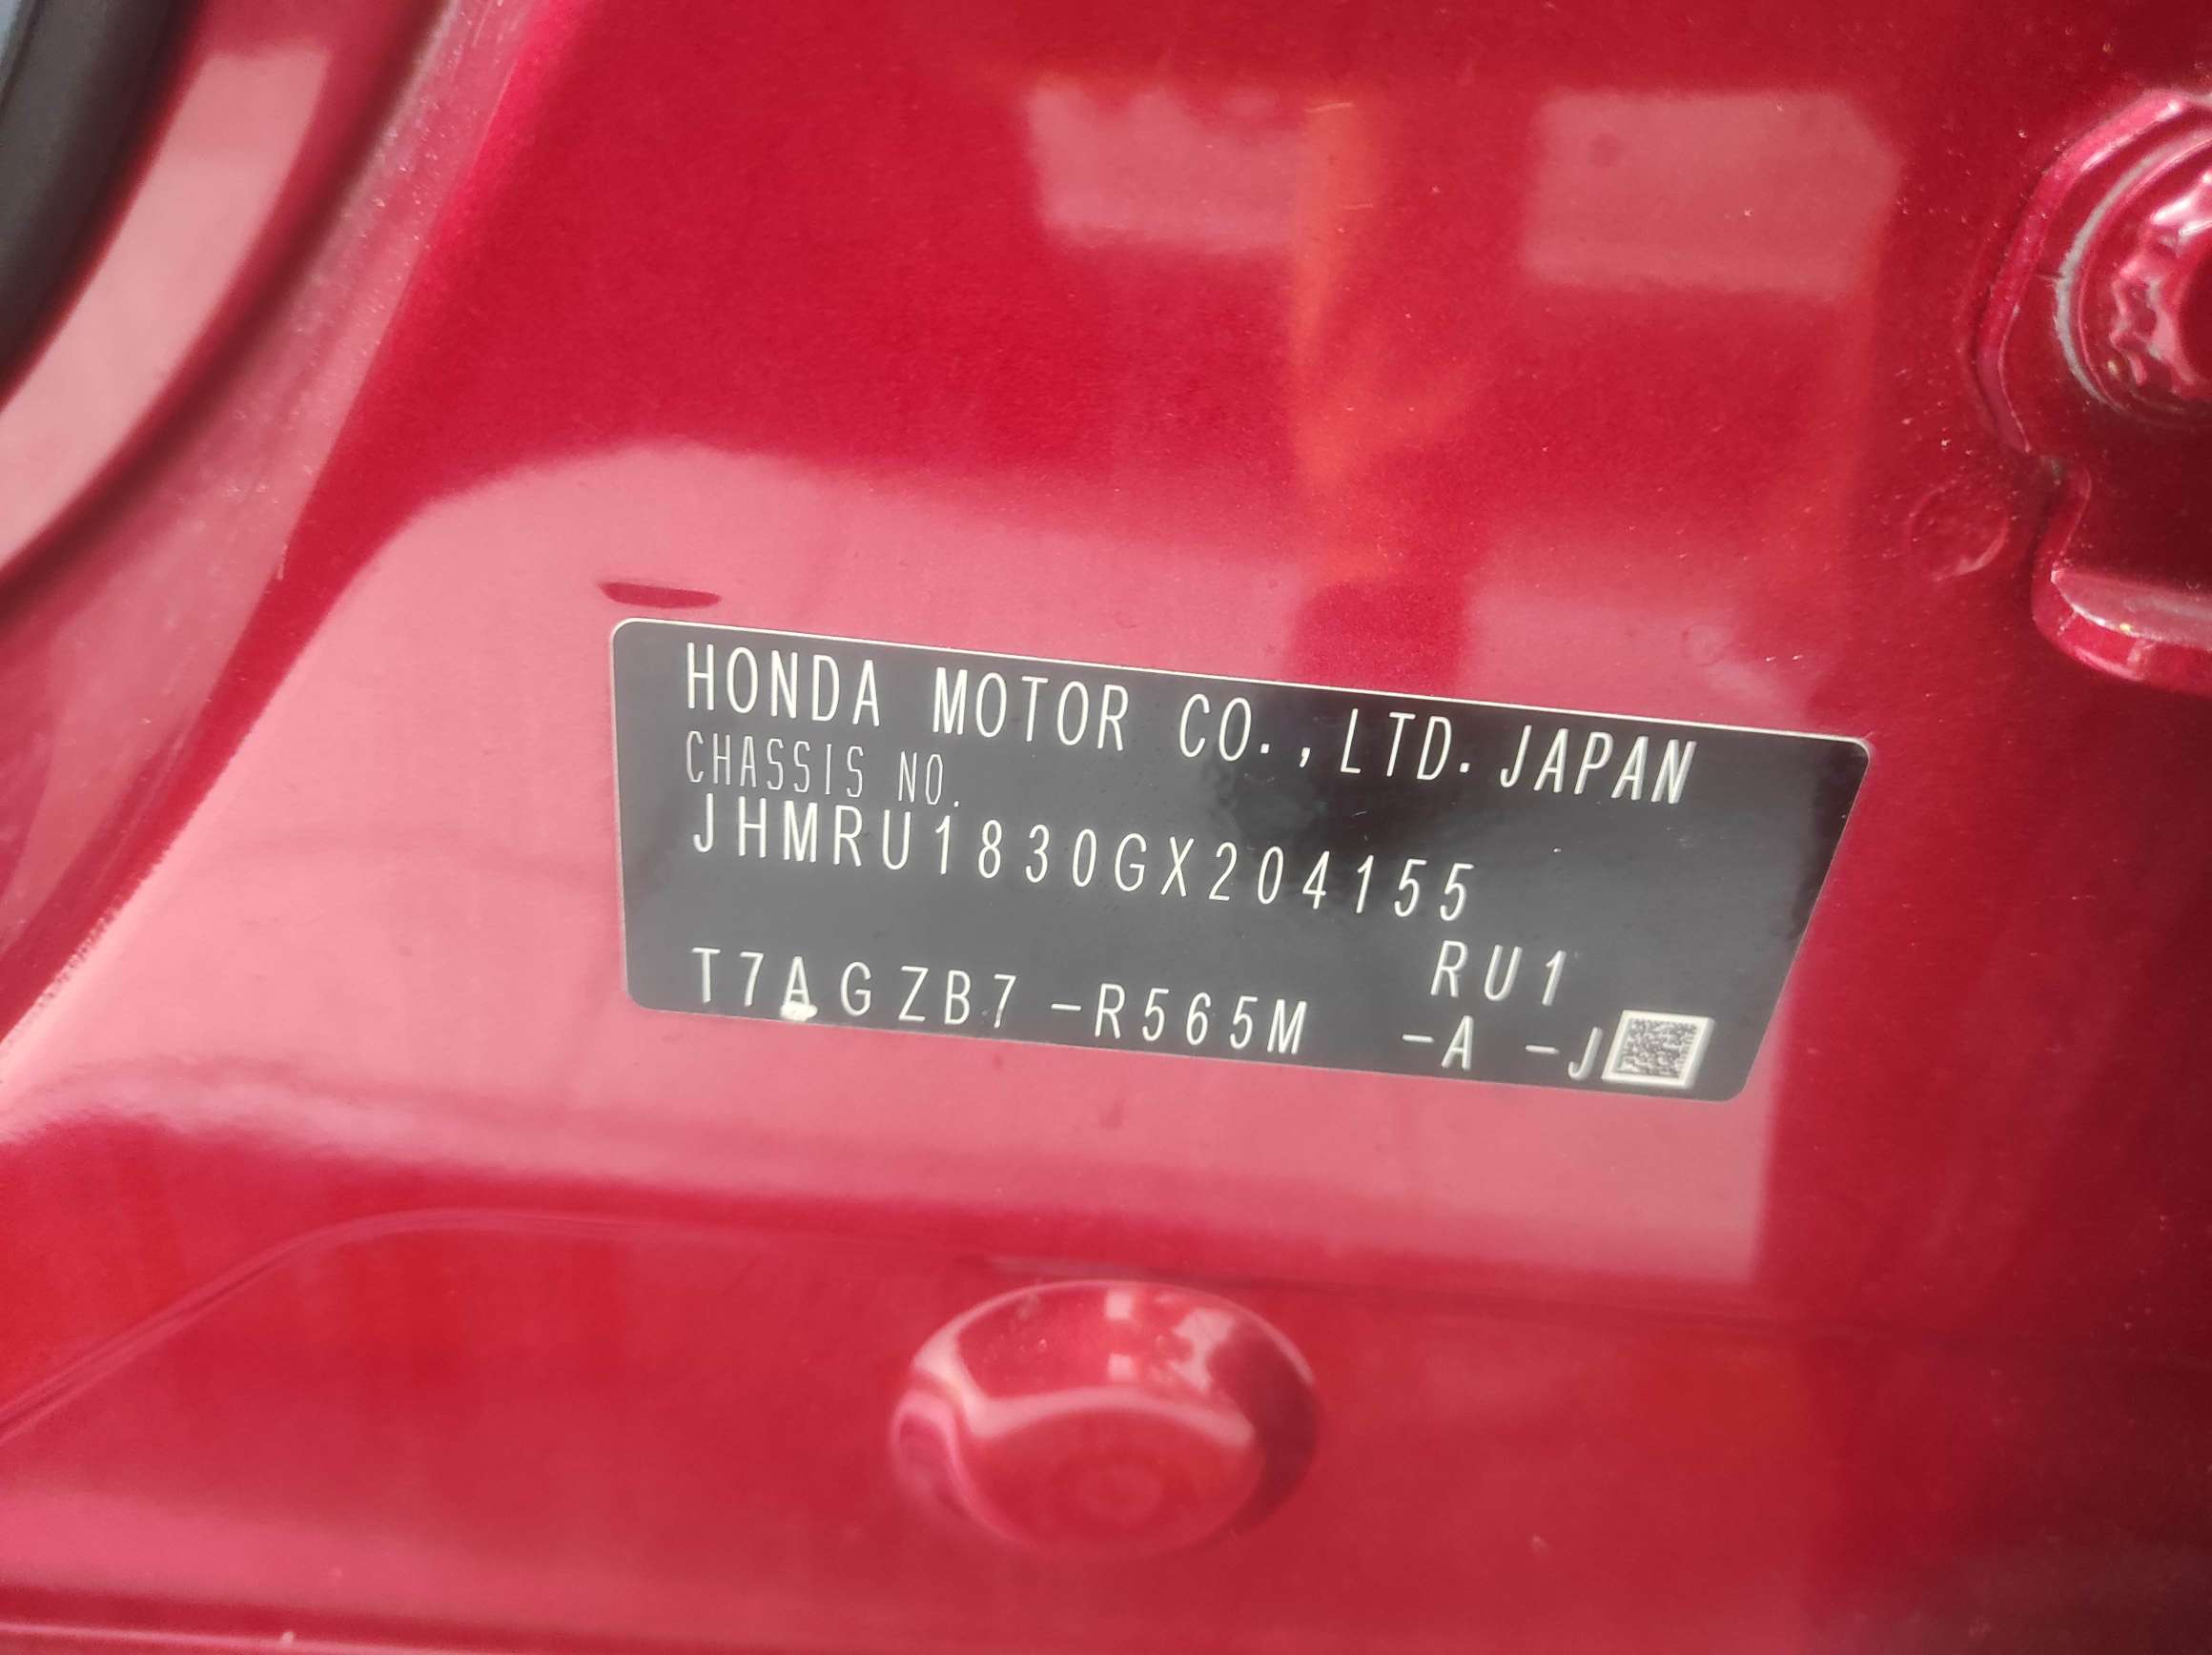 HONDA MOTOR CO.,LTD.JAPAN
CHASSIS NO.
JHMRU1830GX204155
RU1
T7AGZB7 -R565M -A -J